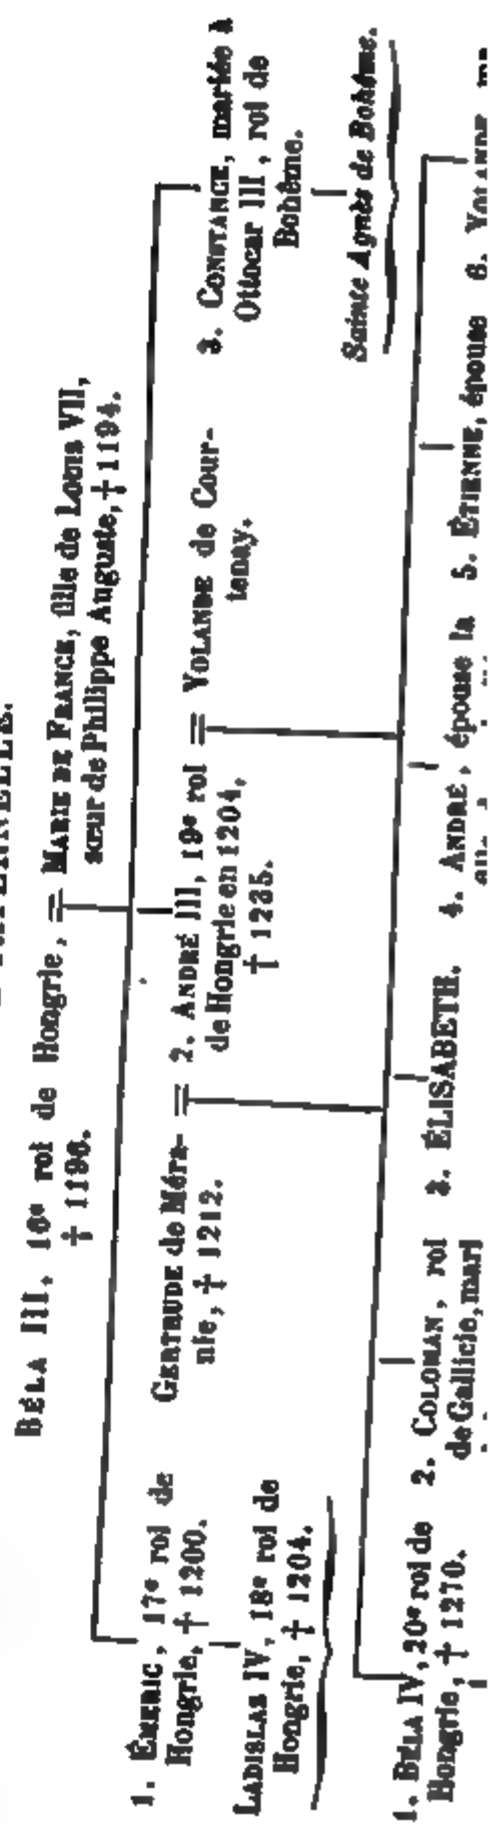 BÉLA III, 16e roi de Hongrie, = MARIE DE FRANCE, fille de LOUIS VII,
† 1196.
sœur de Philippe Auguste, † 1194.
1. ÉMERIC, 17e roi de
Hongrie, † 1200.
LADISLAS IV, 18e roi de
Hongrie, † 1204.
GERTRUDE de Méra-
nie, † 1212.
= 2. ANDRÉ III, 19e roi =
de Hongrie en 1204,
† 1235.
YOLANDE de Cour-
tenay.
3. CONSTANCE, mariée à
Ottocar III, roi de
Bohême.
Sainte Agnès de Bohême.
1. BÉLA IV, 20e roi de
Hongrie, † 1270.
2. COLOMAN, roi
de Gallicie, mari
3. ÉLISABETH.
4. ANDRÉ, épouse la
5. ÉTIENNE, épouse
6. YOLANDE